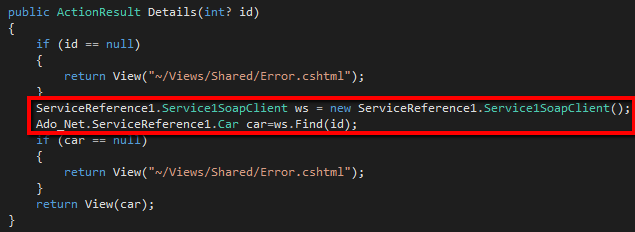 public ActionResult Details(int? id)
{
if (id == null)
{
return View("~/Views/Shared/Error.cshtml");
}
ServiceReference1.Service1SoapClient ws = new ServiceReference1.Service1SoapClient();
Ado_Net.ServiceReference1.Car car=ws.Find(id);
if (car == null)
{
return View("~/Views/Shared/Error.cshtml");
}
return View(car);
}